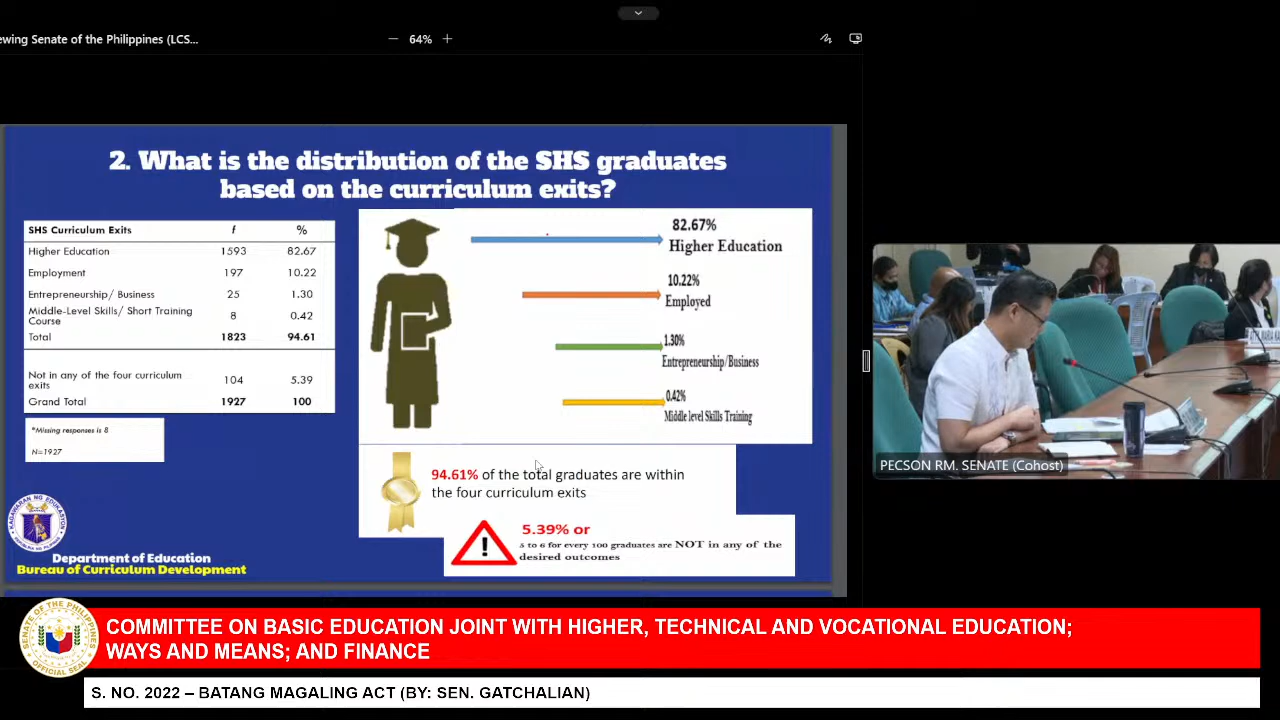 ewing Senate of the Philippines (LCS...
64%
2. What is the distribution of the SHS graduates
based on the curriculum exits?
SHS Curriculum Exits f %
Higher Education 1593 82.67
Employment 197 10.22
Entrepreneurship/ Business 25 1.30
Middle-Level Skills/ Short Training
Course 8 0.42
Total 1823 94.61
Not in any of the four curriculum
exits 104 5.39
Grand Total 1927 100
*Missing responses is 8
N=1927
82.67%
Higher Education
10.22%
Employed
1.30%
Entrepreneurship/Business
0.42%
Middle level Skills Training
94.61% of the total graduates are within
the four curriculum exits
5.39% or
5 to 6 for every 100 graduates are NOT in any of the
desired outcomes
Department of Education
Bureau of Curriculum Development
PECSON RM. SENATE (Cohost)
COMMITTEE ON BASIC EDUCATION JOINT WITH HIGHER, TECHNICAL AND VOCATIONAL EDUCATION;
WAYS AND MEANS; AND FINANCE
S. NO. 2022 – BATANG MAGALING ACT (BY: SEN. GATCHALIAN)
SENATE OF THE PHILIPPINES
OFFICIAL SEAL